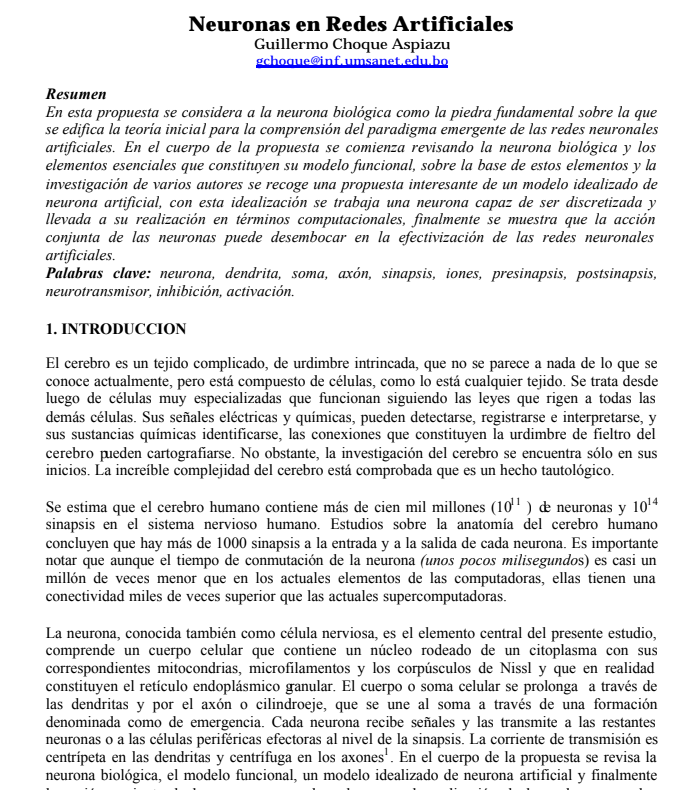 Neuronas en Redes Artificiales
Guillermo Choque Aspiazu
gchoque@inf.umsanet.edu.bo
Resumen
En esta propuesta se considera a la neurona biológica como la piedra fundamental sobre la que
se edifica la teoría inicial para la comprensión del paradigma emergente de las redes neuronales
artificiales. En el cuerpo de la propuesta se comienza revisando la neurona biológica y los
elementos esenciales que constituyen su modelo funcional, sobre la base de estos elementos y la
investigación de varios autores se recoge una propuesta interesante de un modelo idealizado de
neurona artificial, con esta idealización se trabaja una neurona capaz de ser discretizada y
llevada a su realización en términos computacionales, finalmente se muestra que la acción
conjunta de las neuronas puede desembocar en la efectivización de las redes neuronales
artificiales.
Palabras clave: neurona, dendrita, soma, axón, sinapsis, iones, presinapsis, postsinapsis,
neurotransmisor, inhibición, activación.
1. INTRODUCCION
El cerebro es un tejido complicado, de urdimbre intrincada, que no se parece a nada de lo que se
conoce actualmente, pero está compuesto de células, como lo está cualquier tejido. Se trata desde
luego de células muy especializadas que funcionan siguiendo las leyes que rigen a todas las
demás células. Sus señales eléctricas y químicas, pueden detectarse, registrarse e interpretarse, y
sus sustancias químicas identificarse, las conexiones que constituyen la urdimbre de fieltro del
cerebro pueden cartografiarse. No obstante, la investigación del cerebro se encuentra sólo en sus
inicios. La increíble complejidad del cerebro está comprobada que es un hecho tautológico.
Se estima que el cerebro humano contiene más de cien mil millones (10^11 ) de neuronas y 10^14
sinapsis en el sistema nervioso humano. Estudios sobre la anatomía del cerebro humano
concluyen que hay más de 1000 sinapsis a la entrada y a la salida de cada neurona. Es importante
notar que aunque el tiempo de conmutación de la neurona (unos pocos milisegundos) es casi un
millón de veces menor que en los actuales elementos de las computadoras, ellas tienen una
conectividad miles de veces superior que las actuales supercomputadoras.
La neurona, conocida también como célula nerviosa, es el elemento central del presente estudio,
comprende un cuerpo celular que contiene un núcleo rodeado de un citoplasma con sus
correspondientes mitocondrias, microfilamentos y los corpúsculos de Nissl y que en realidad
constituyen el retículo endoplásmico granular. El cuerpo o soma celular se prolonga a través de
las dendritas y por el axón o cilindroeje, que se une al soma a través de una formación
denominada como de emergencia. Cada neurona recibe señales y las transmite a las restantes
neuronas o a las células periféricas efectoras al nivel de la sinapsis. La corriente de transmisión es
centrípeta en las dendritas y centrífuga en los axones^1. En el cuerpo de la propuesta se revisa la
neurona biológica, el modelo funcional, un modelo idealizado de neurona artificial y finalmente